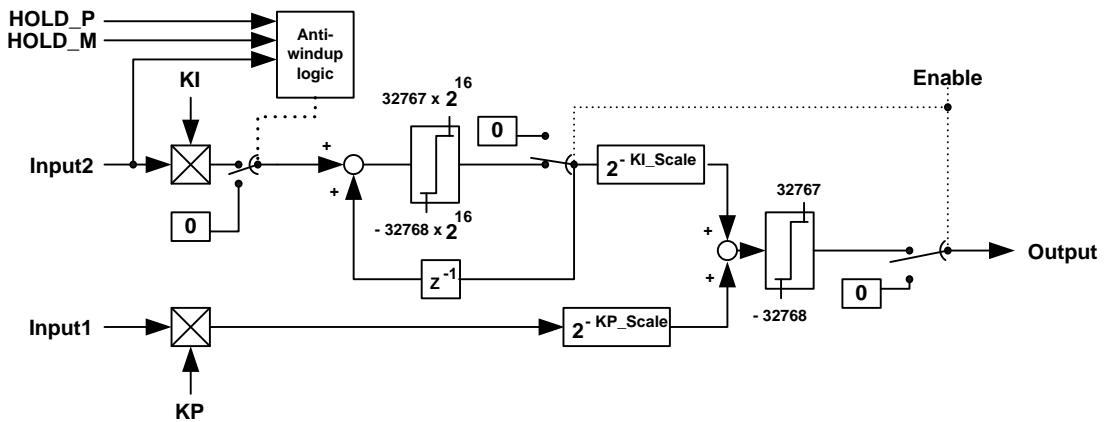 HOLD_P
HOLD_M
Anti-
windup
logic
KI
32767 x 2^16
0
Enable
Input2
+
+
2^- KI_Scale
32767
0
- 32768 x 2^16
+
+
Output
z^-1
0
Input1
2^- KP_Scale
- 32768
KP